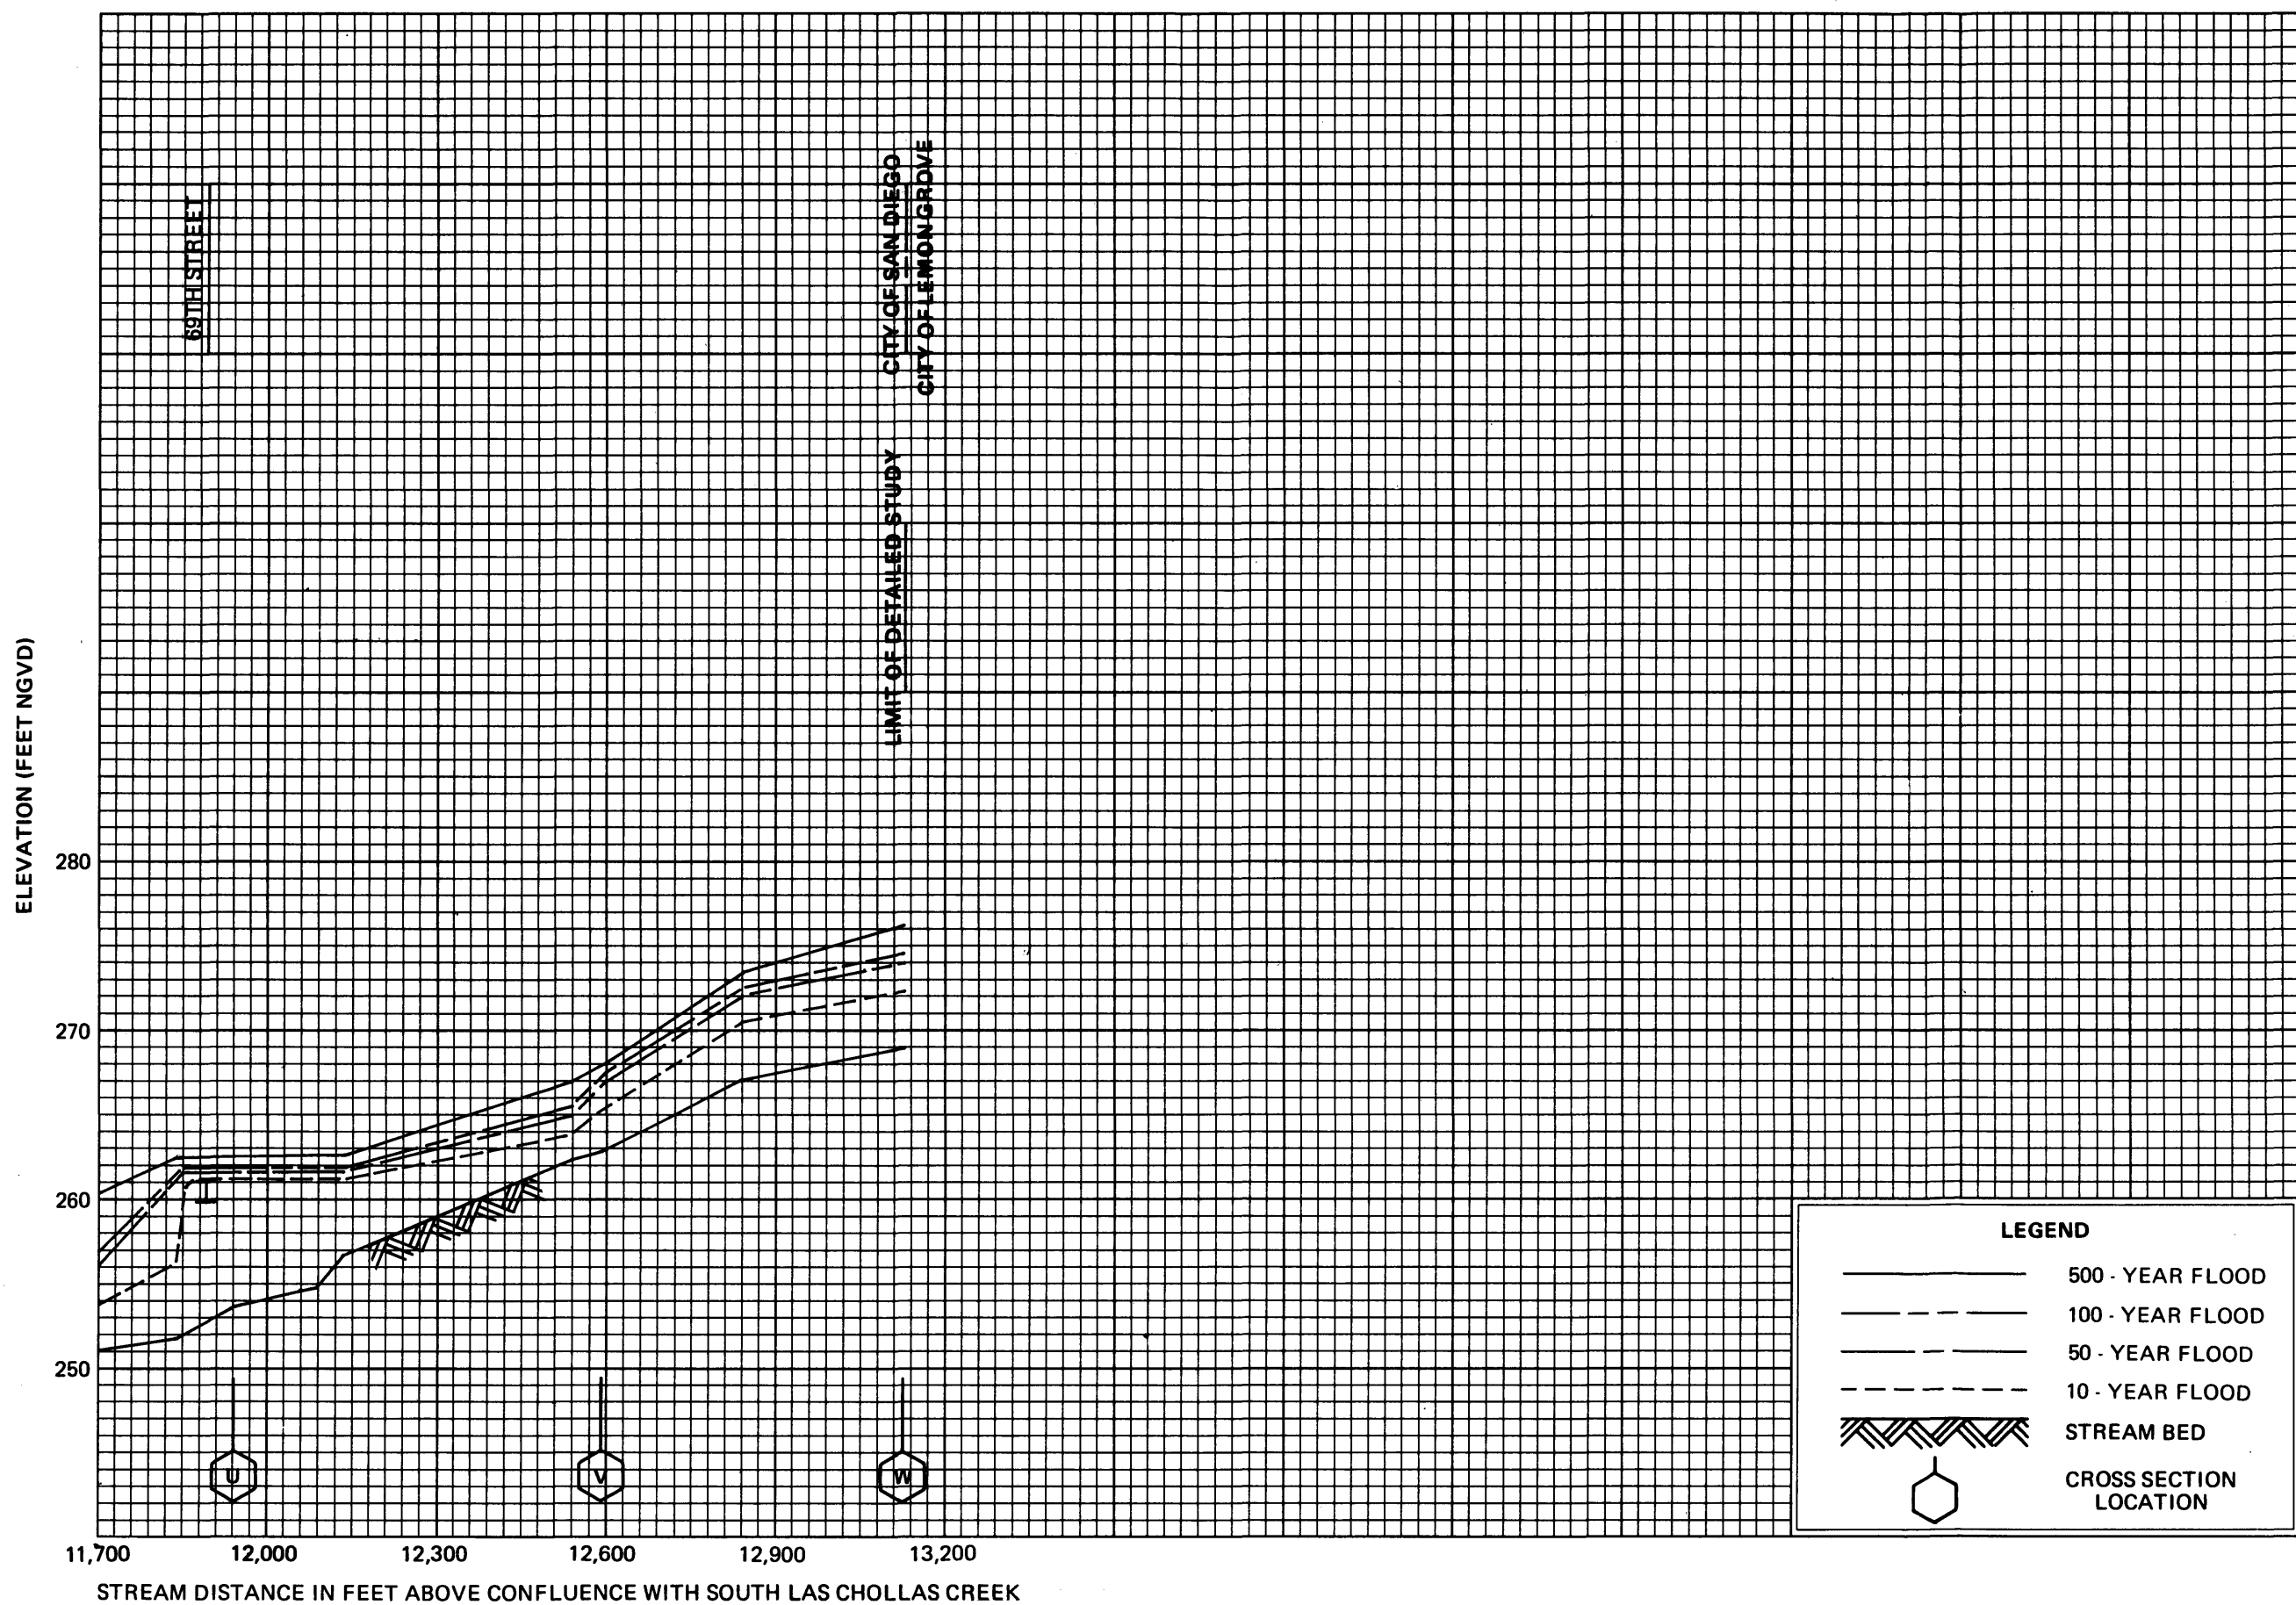 69TH STREET
CITY OF SAN DIEGO
CITY OF LEMON GROVE
LIMIT OF DETAILED STUDY
ELEVATION (FEET NGVD)
280
270
260
250
U
V
W
11,700
12,000
12,300
12,600
12,900
13,200
STREAM DISTANCE IN FEET ABOVE CONFLUENCE WITH SOUTH LAS CHOLLAS CREEK
LEGEND
500 - YEAR FLOOD
100 - YEAR FLOOD
50 - YEAR FLOOD
10 - YEAR FLOOD
STREAM BED
CROSS SECTION
LOCATION